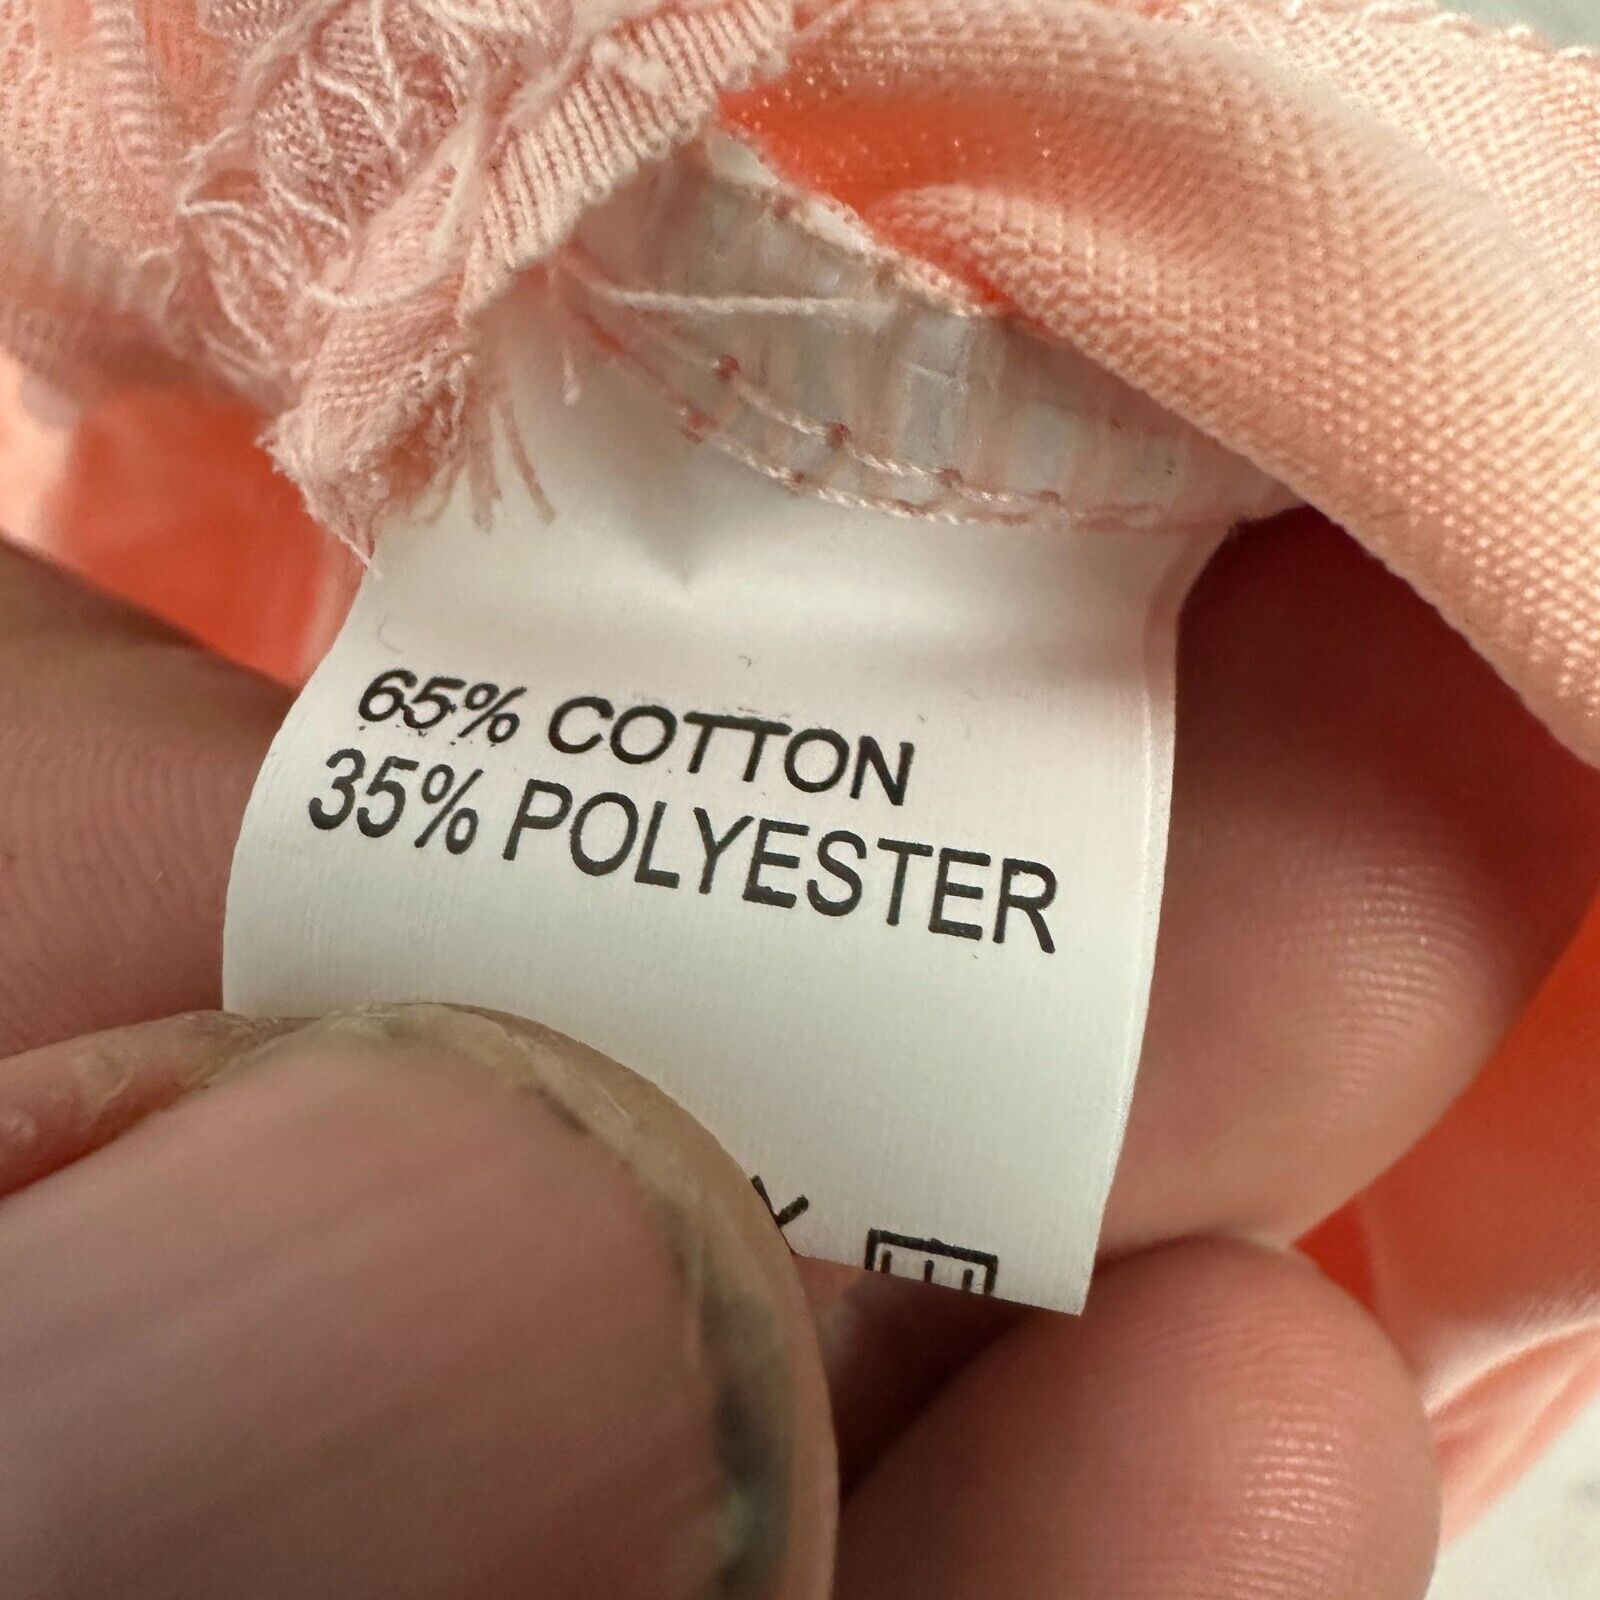 65% COTTON
35% POLYESTER